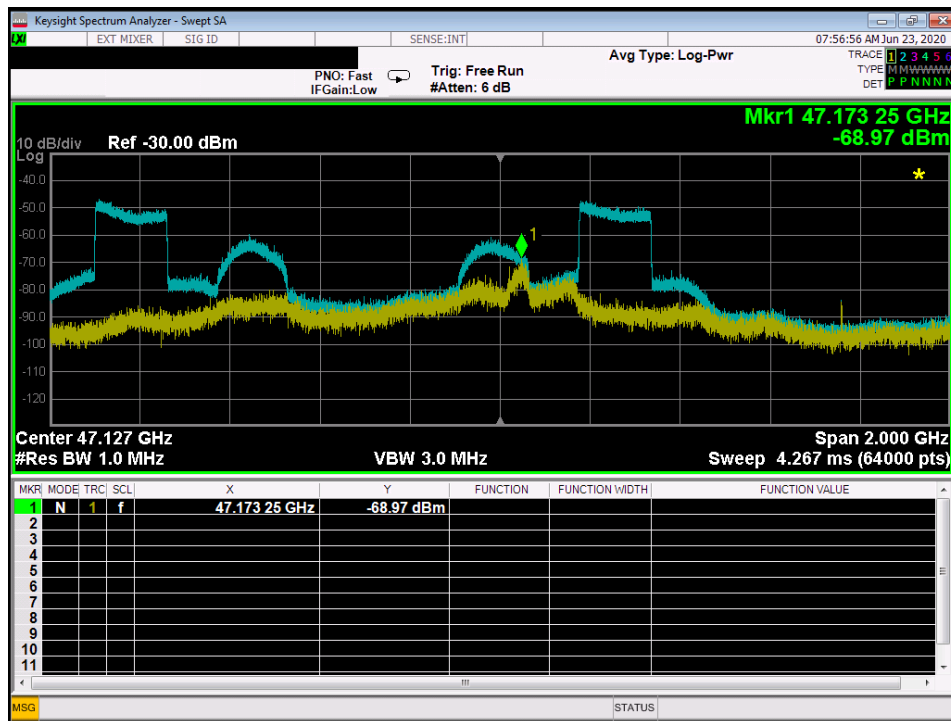 Keysight Spectrum Analyzer - Swept SA
LXI EXT MIXER SIG ID SENSE:INT 07:56:56 AM Jun 23, 2020
Avg Type: Log-Pwr TRACE 1 2 3 4 5 6
PNO: Fast Trig: Free Run TYPE M M W W W W
IFGain:Low #Atten: 6 dB DET P P N N N N
Mkr1 47.173 25 GHz
10 dB/div Ref -30.00 dBm -68.97 dBm
Log
-40.0
-50.0
1
-60.0
-70.0
-80.0
-90.0
-100
-110
-120
Center 47.127 GHz Span 2.000 GHz
#Res BW 1.0 MHz VBW 3.0 MHz Sweep 4.267 ms (64000 pts)
MKR MODE TRC SCL X Y FUNCTION FUNCTION WIDTH FUNCTION VALUE
1 N 1 f 47.173 25 GHz -68.97 dBm
2
3
4
5
6
7
8
9
10
11
MSG STATUS